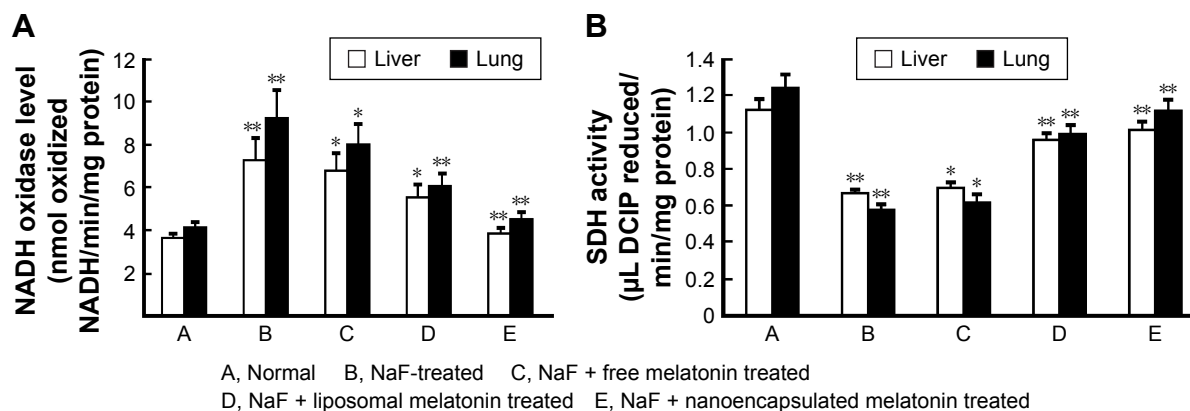 A
NADH oxidase level
(nmol oxidized
NADH/min/mg protein)
12
10
8
6
4
2
Liver Lung
** ** * * * ** ** **
A B C D E
B
SDH activity
(µL DCIP reduced/
min/mg protein)
1.4
1.2
1.0
0.8
0.6
0.4
0.2
0
Liver Lung
** ** * * ** ** ** **
A B C D E
A, Normal B, NaF-treated C, NaF + free melatonin treated
D, NaF + liposomal melatonin treated E, NaF + nanoencapsulated melatonin treated